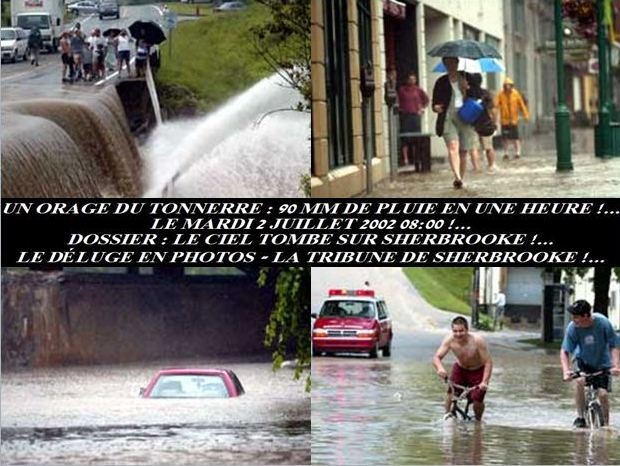 UN ORAGE DU TONNERRE : 90 MM DE PLUIE EN UNE HEURE !...
LE MARDI 2 JUILLET 2002 08:00 !...
DOSSIER : LE CIEL TOMBE SUR SHERBROOKE !...
LE DÉLUGE EN PHOTOS - LA TRIBUNE DE SHERBROOKE !...